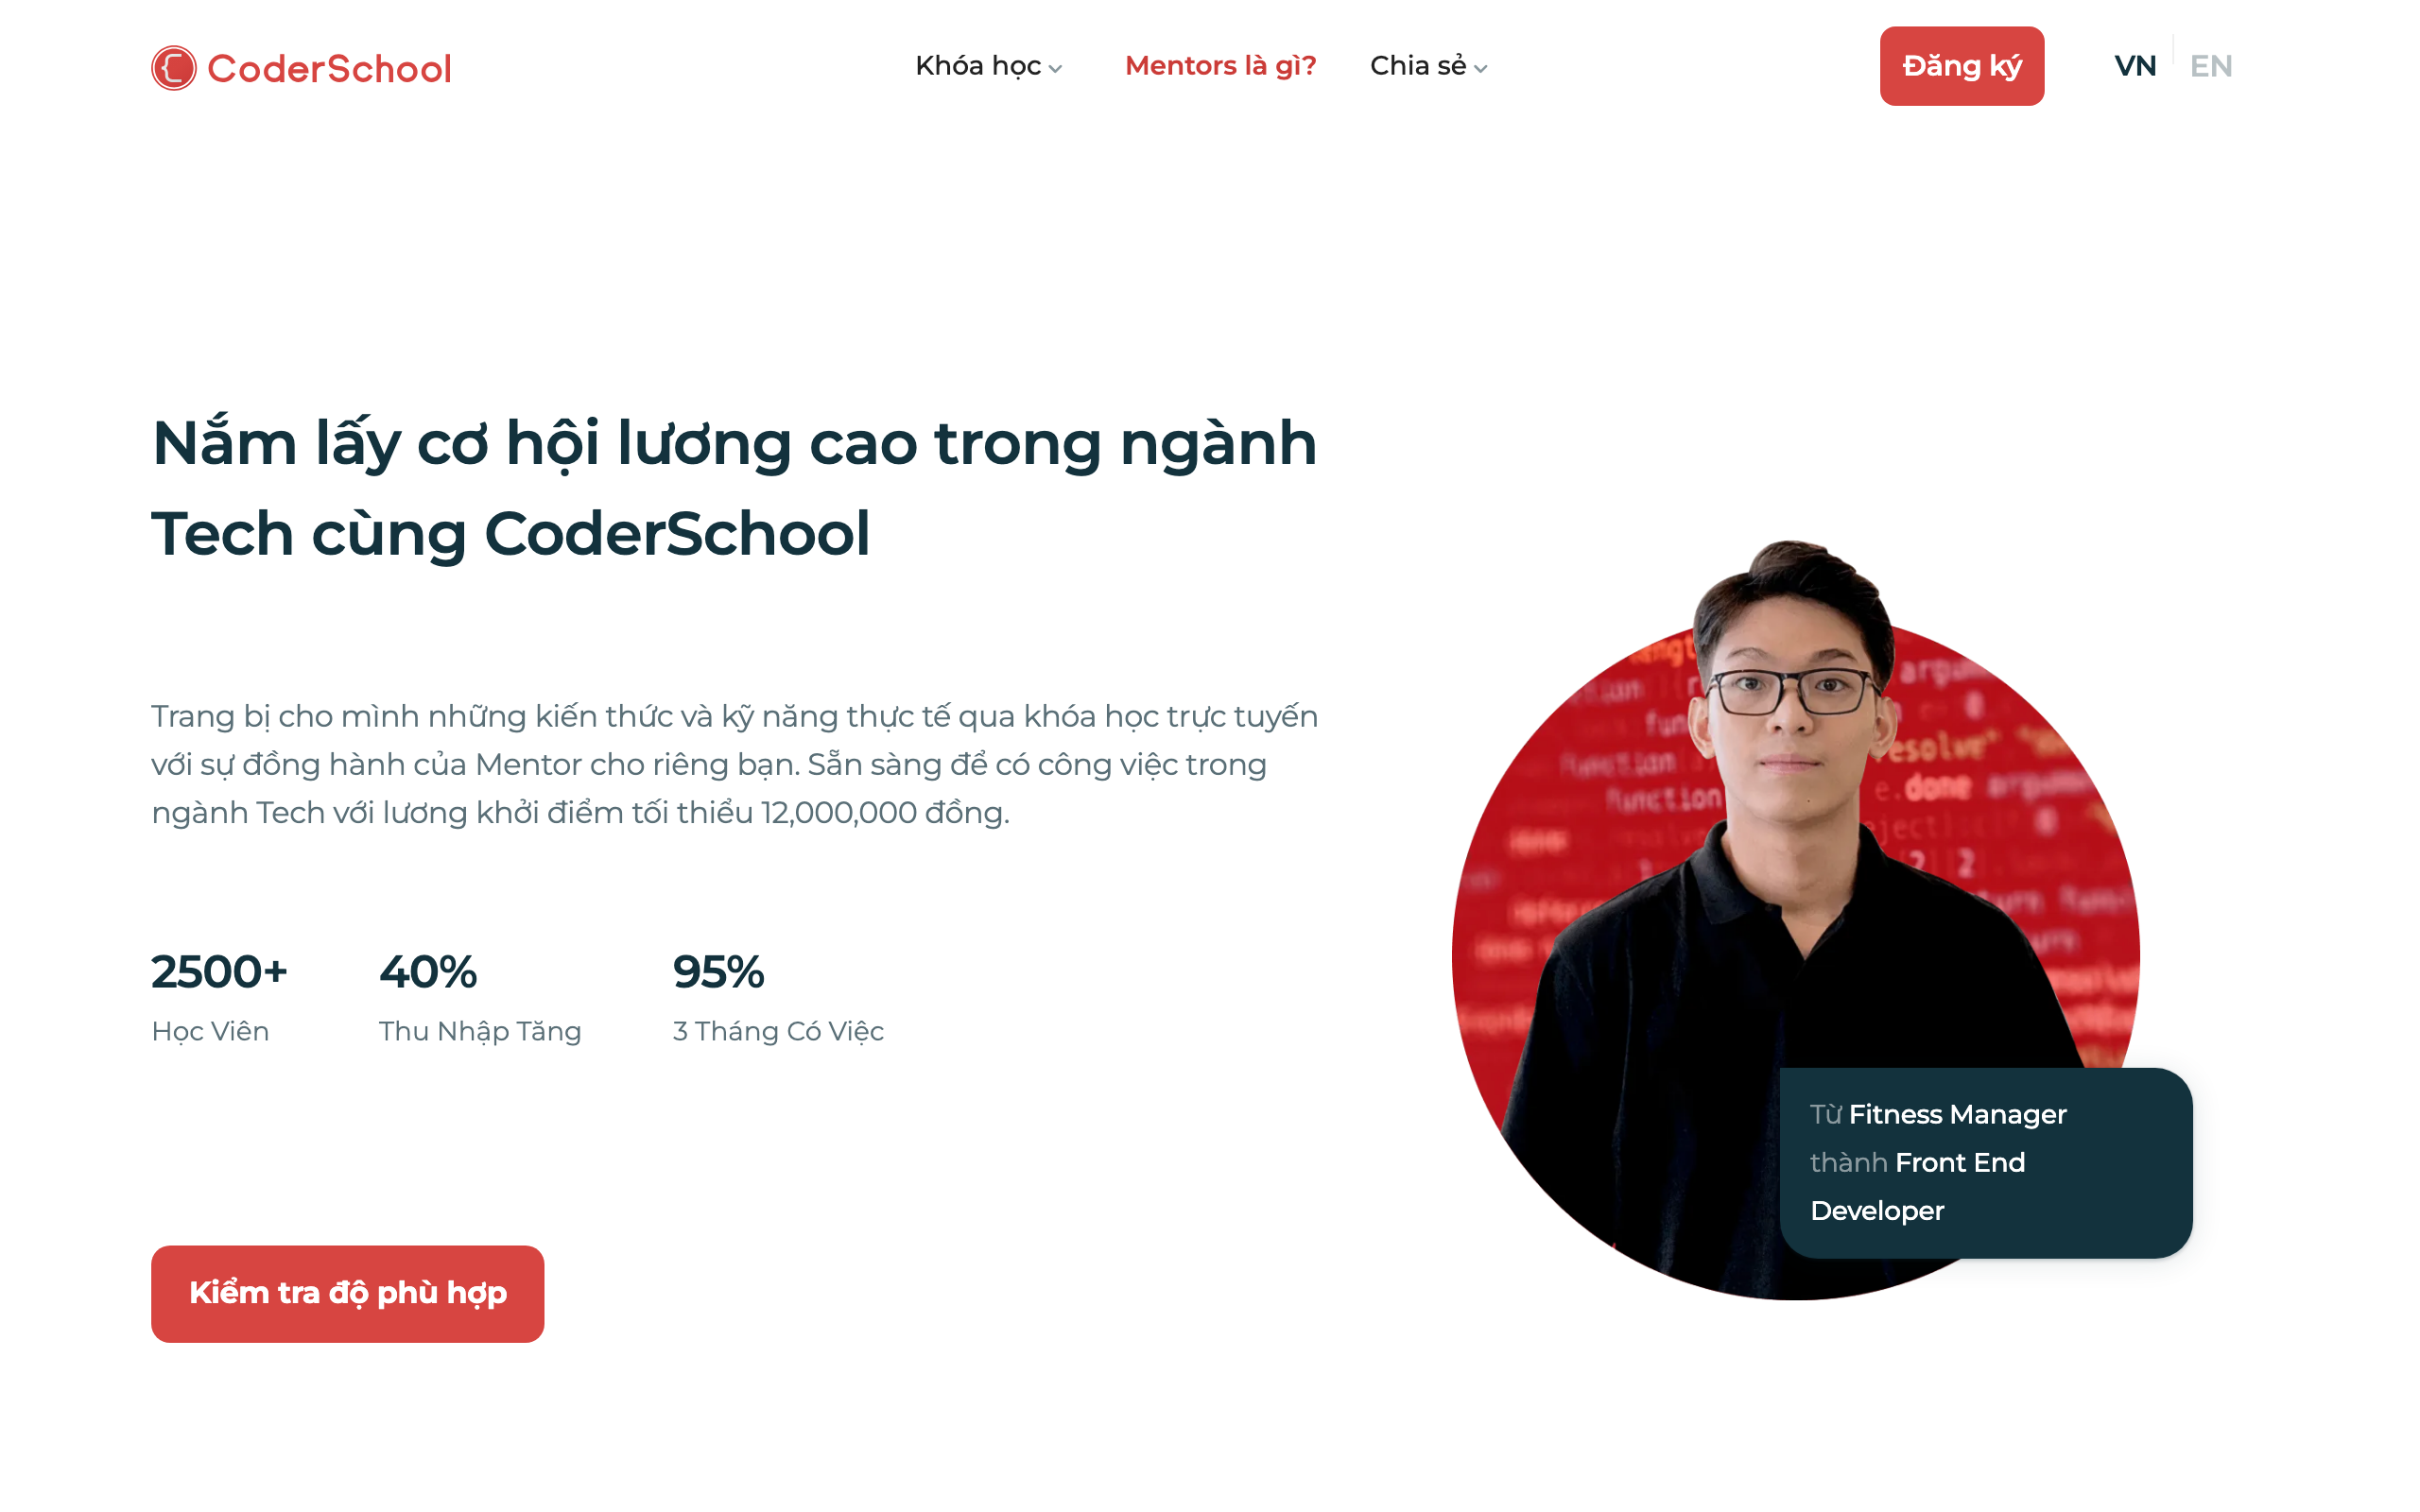 CoderSchool
Khóa học
Mentors là gì?
Chia sẻ
Đăng ký
VN
EN
Nắm lấy cơ hội lương cao trong ngành
Tech cùng CoderSchool
Trang bị cho mình những kiến thức và kỹ năng thực tế qua khóa học trực tuyến
với sự đồng hành của Mentor cho riêng bạn. Sẵn sàng để có công việc trong
ngành Tech với lương khởi điểm tối thiểu 12,000,000 đồng.
2500+
Học Viên
40%
Thu Nhập Tăng
95%
3 Tháng Có Việc
Kiểm tra độ phù hợp
function
e.done
Từ Fitness Manager
thành Front End
Developer